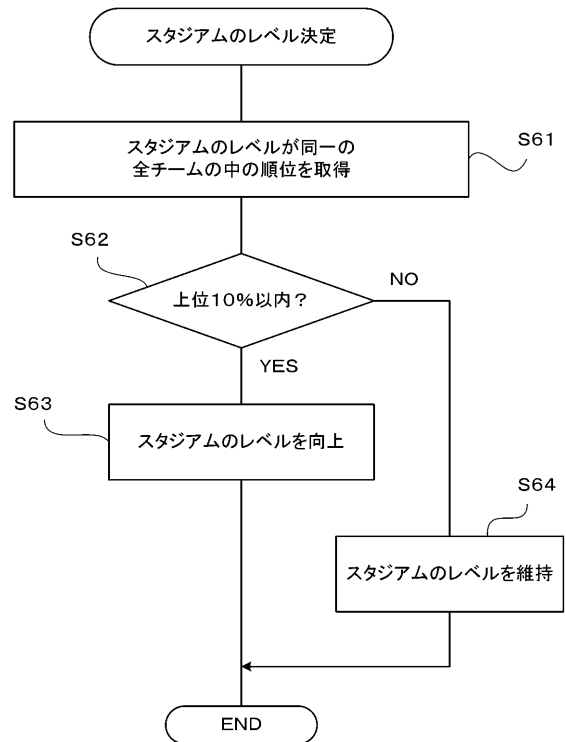 スタジアムのレベル決定
スタジアムのレベルが同一の
全チームの中の順位を取得
S61
S62
上位10%以内?
NO
YES
S63
スタジアムのレベルを向上
S64
スタジアムのレベルを維持
END